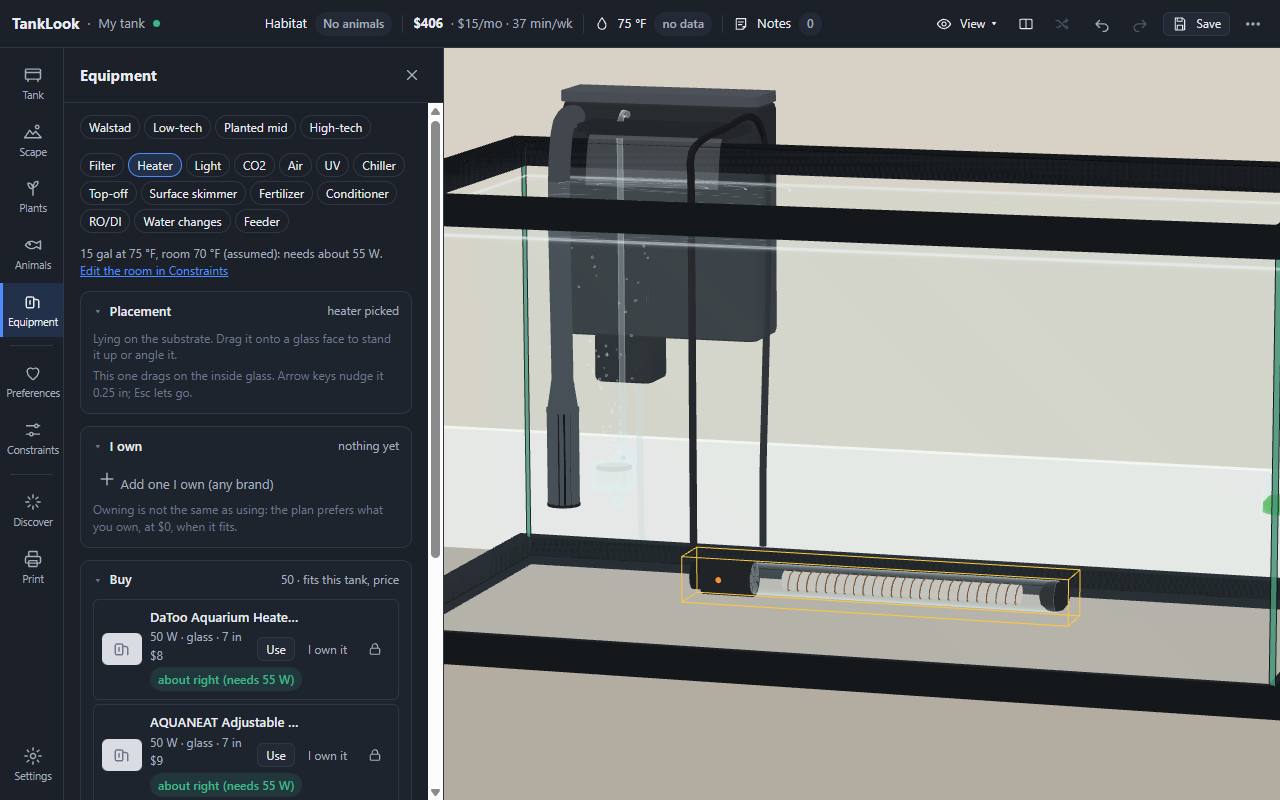 TankLook · My tank
Habitat No animals $406 · $15/mo · 37 min/wk 75 °F no data Notes 0 View Save
Tank
Scape
Plants
Animals
Equipment
Preferences
Constraints
Discover
Print
Settings
Equipment
Walstad Low-tech Planted mid High-tech
Filter Heater Light CO2 Air UV Chiller
Top-off Surface skimmer Fertilizer Conditioner
RO/DI Water changes Feeder
15 gal at 75 °F, room 70 °F (assumed): needs about 55 W.
Edit the room in Constraints
Placement heater picked
Lying on the substrate. Drag it onto a glass face to stand
it up or angle it.
This one drags on the inside glass. Arrow keys nudge it
0.25 in; Esc lets go.
I own nothing yet
Add one I own (any brand)
Owning is not the same as using: the plan prefers what
you own, at $0, when it fits.
Buy 50 · fits this tank, price
DaToo Aquarium Heate...
50 W · glass · 7 in
$8
Use I own it
about right (needs 55 W)
AQUANEAT Adjustable ...
50 W · glass · 7 in
$9
Use I own it
about right (needs 55 W)